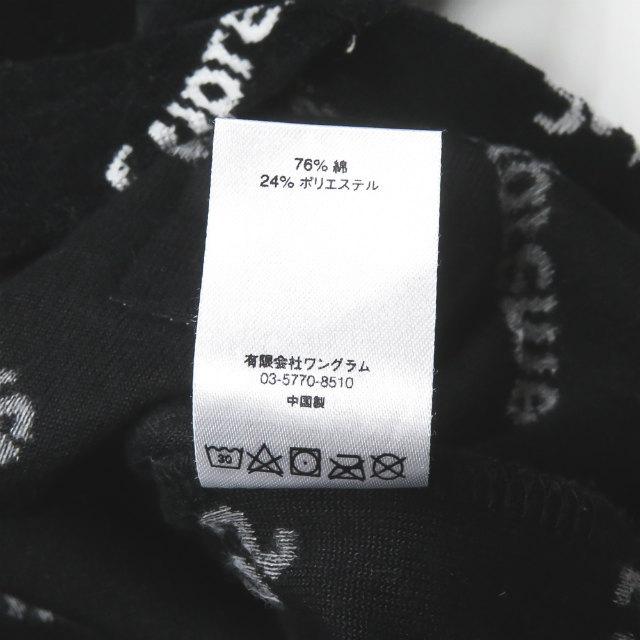 76% 綿
24% ポリエステル
有限会社ワングラム
03-5770-8510
中国製
30